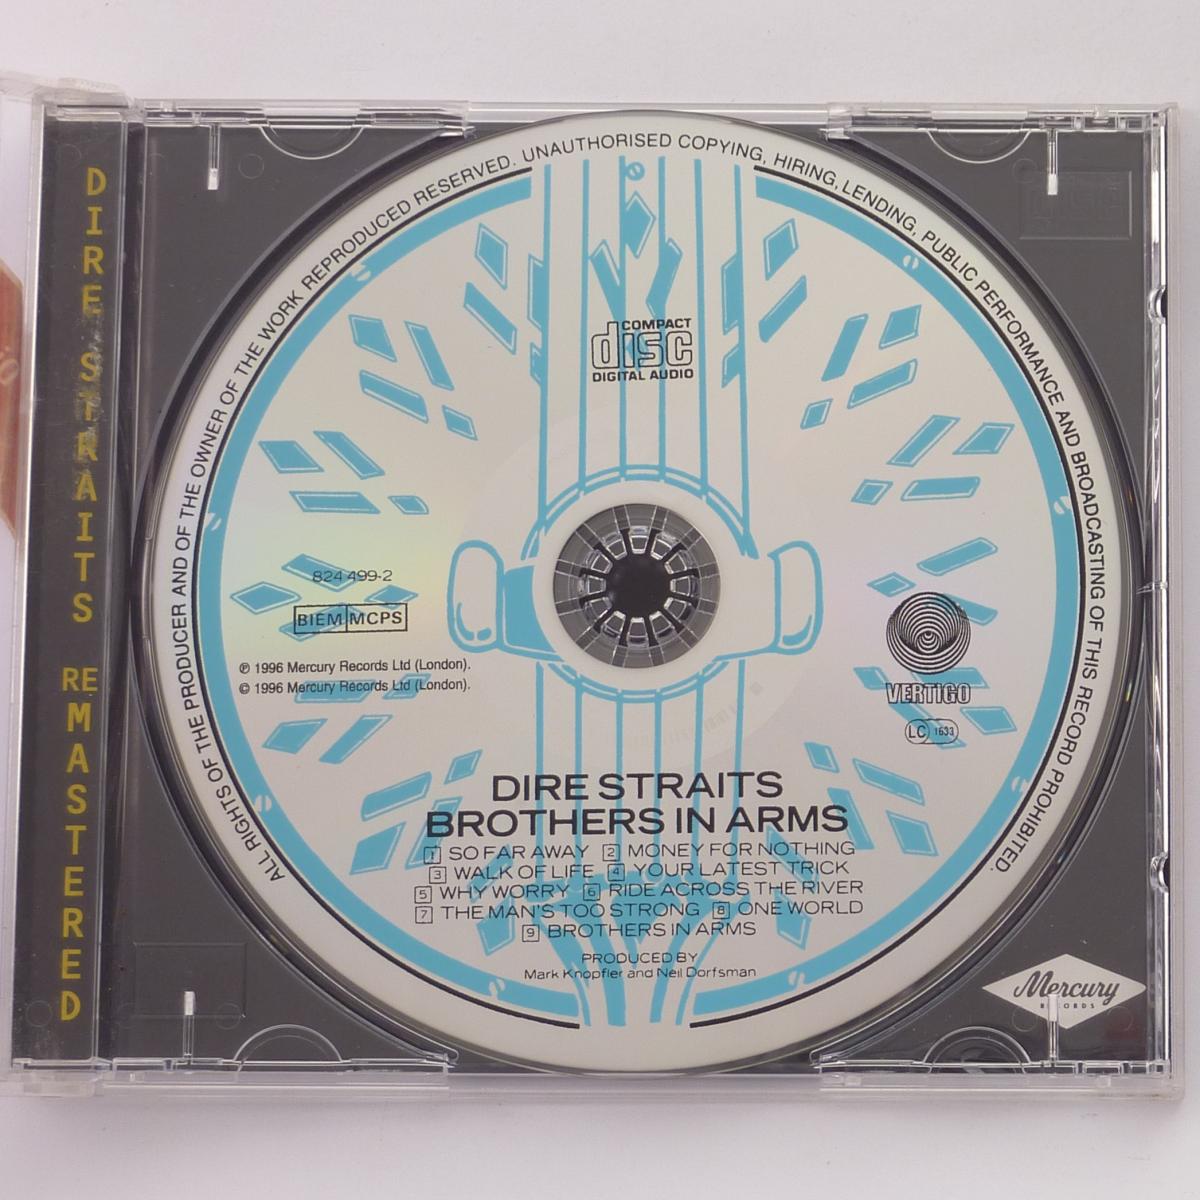 DIRE STRAITS REMASTERED
ALL RIGHTS OF THE PRODUCER AND OF THE OWNER OF THE WORK REPRODUCED RESERVED. UNAUTHORISED COPYING, HIRING, LENDING, PUBLIC PERFORMANCE AND BROADCASTING OF THIS RECORD PROHIBITED.
COMPACT
disc
DIGITAL AUDIO
824 499-2
BIEM MCPS
℗ 1996 Mercury Records Ltd (London).
© 1996 Mercury Records Ltd (London).
VERTIGO
LC 1633
DIRE STRAITS
BROTHERS IN ARMS
1 SO FAR AWAY 2 MONEY FOR NOTHING
3 WALK OF LIFE 4 YOUR LATEST TRICK
5 WHY WORRY 6 RIDE ACROSS THE RIVER
7 THE MAN'S TOO STRONG 8 ONE WORLD
9 BROTHERS IN ARMS
PRODUCED BY
Mark Knopfler and Neil Dorfsman
Mercury
RECORDS